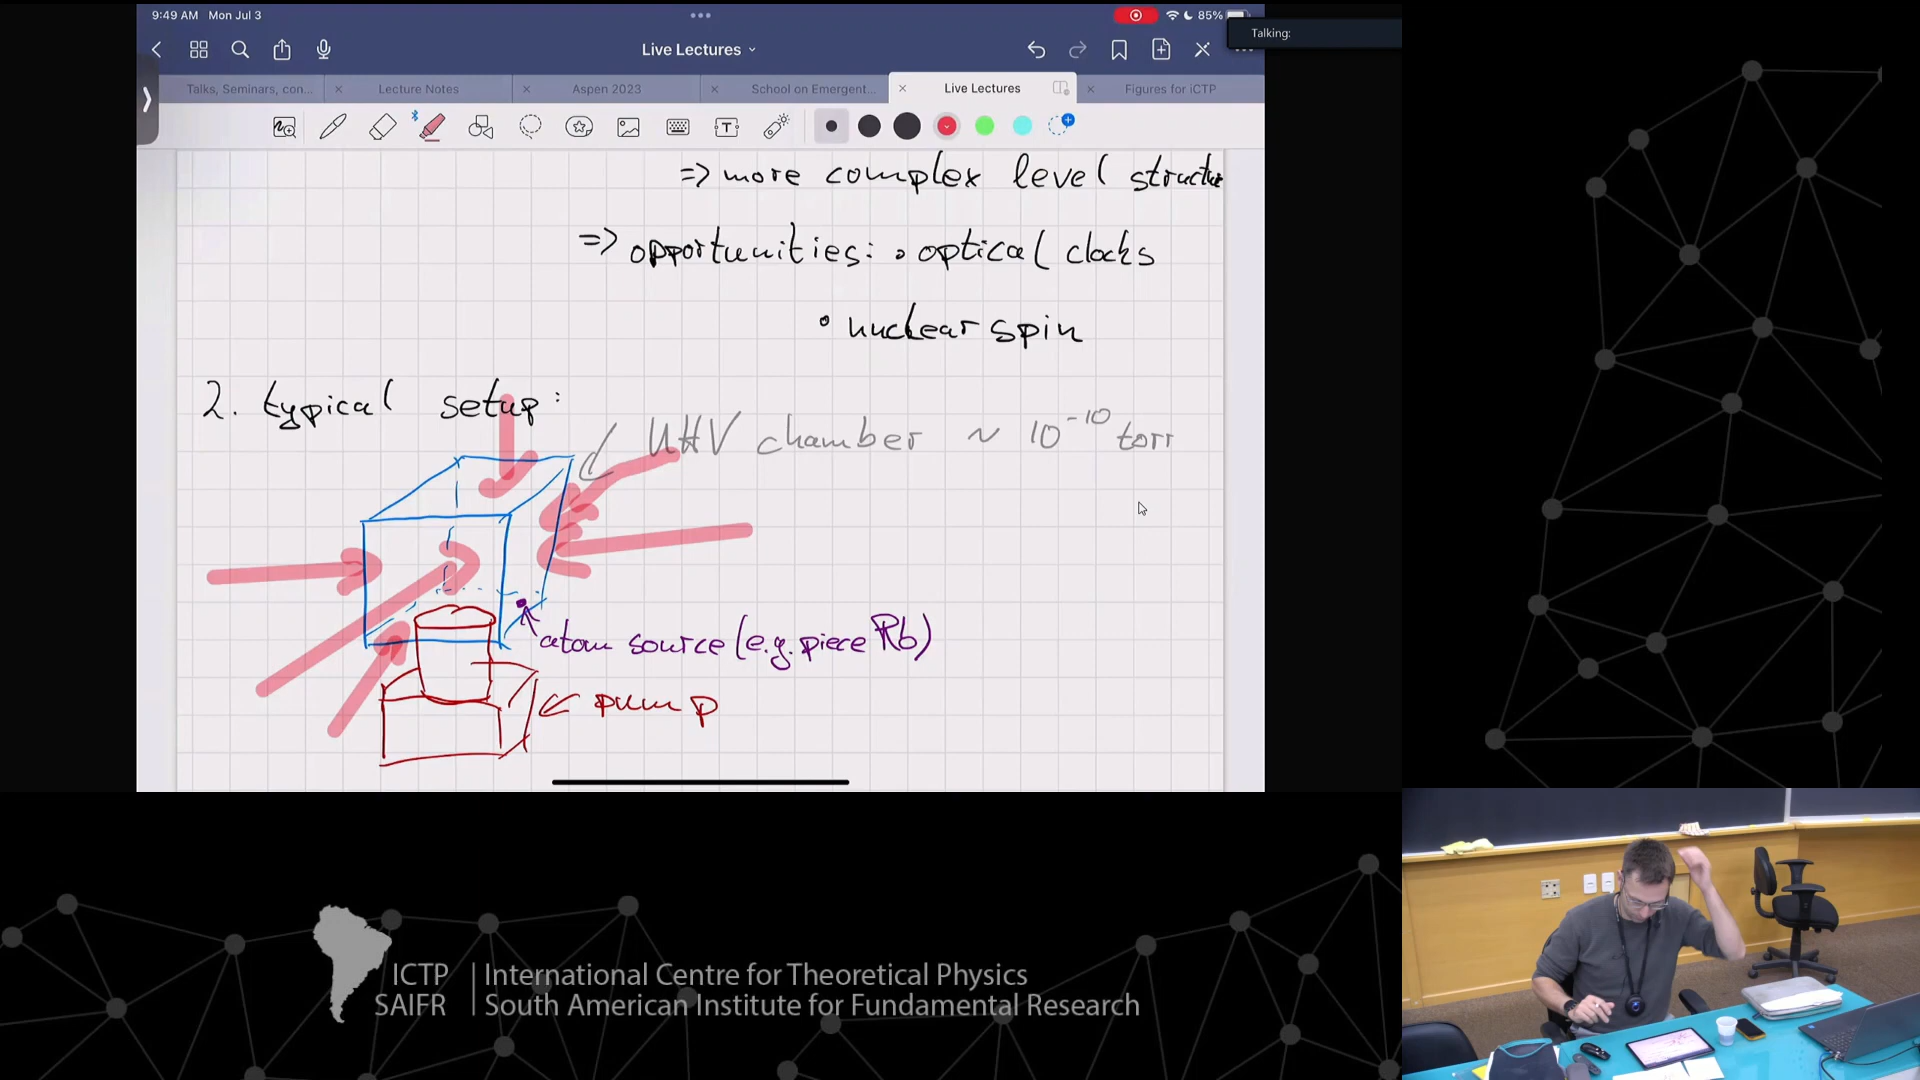 9:49 AM Mon Jul 3
85%
Talking:
Live Lectures
Talks, Seminars, con...
Lecture Notes
Aspen 2023
School on Emergent...
Live Lectures
Figures for iCTP
=> more complex level structure
=> opportunities: • optical clocks
• nuclear spin
2. typical setup:
UHV chamber ~ 10^-10 torr
atom source (e.g. piece Rb)
pump
ICTP | International Centre for Theoretical Physics
SAIFR | South American Institute for Fundamental Research